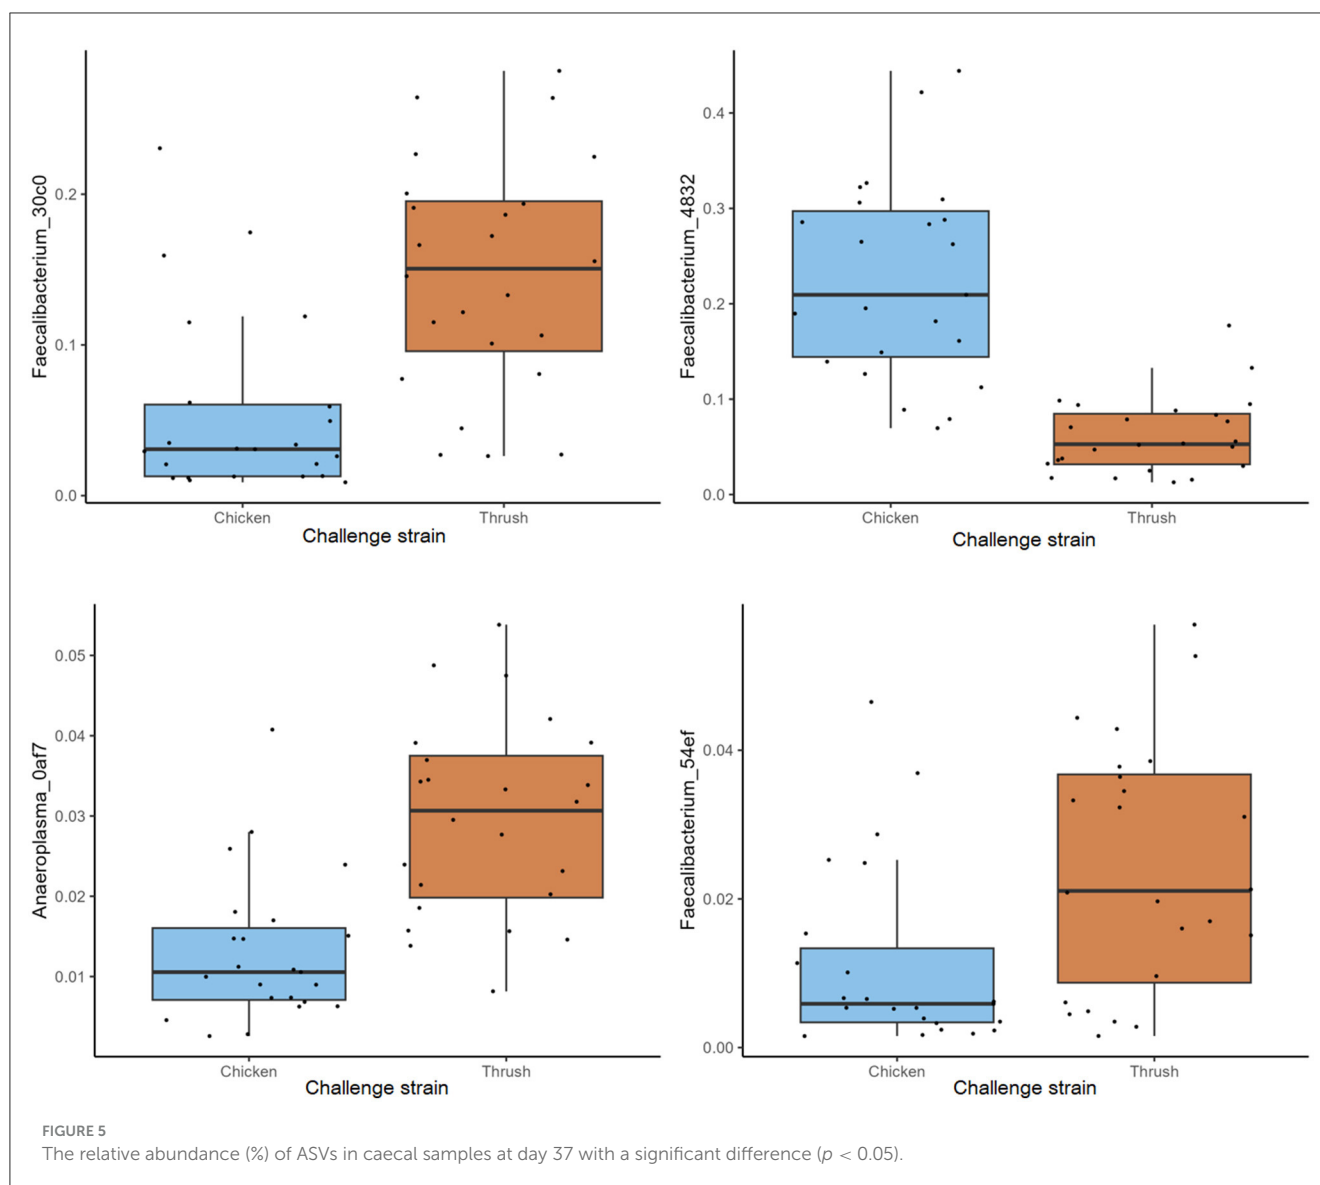 Faecalibacterium_30c0
0.2
0.1
0.0
Chicken
Thrush
Challenge strain
Faecalibacterium_4832
0.4
0.3
0.2
0.1
0.0
Chicken
Thrush
Challenge strain
Anaeroplasma_0af7
0.05
0.04
0.03
0.02
0.01
Chicken
Thrush
Challenge strain
Faecalibacterium_54ef
0.04
0.02
0.00
Chicken
Thrush
Challenge strain
FIGURE 5
The relative abundance (%) of ASVs in caecal samples at day 37 with a significant difference (p < 0.05).